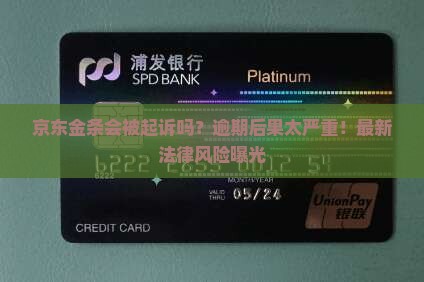 浦发银行
SPD BANK
Platinum
京东金条会被起诉吗？逾期后果太严重！最新
法律风险曝光
MONTH/YEAR
VALID THRU 05/24
CREDIT CARD
UnionPay
银联